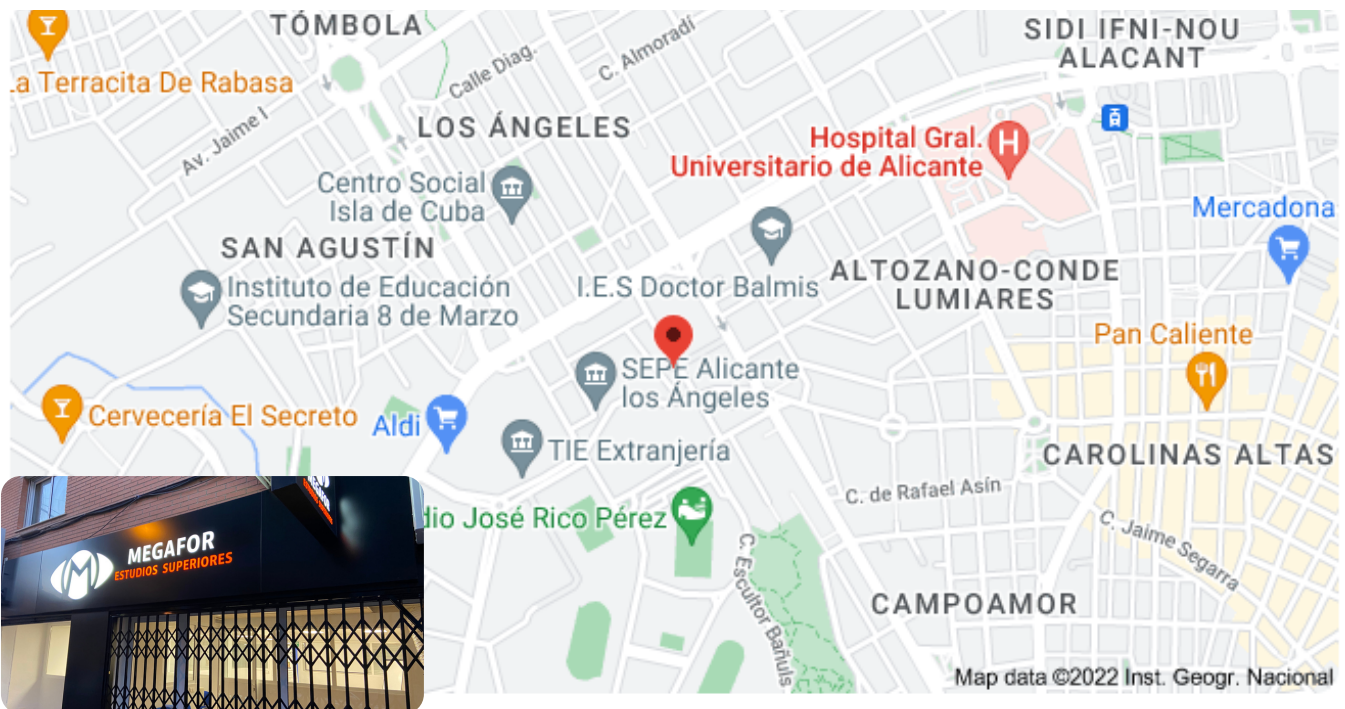 TÓMBOLA
SIDI IFNI-NOU
ALACANT
La Terracita De Rabasa
Calle Diag.
C. Almoradí
Av. Jaime I
LOS ÁNGELES
Hospital Gral.
Universitario de Alicante
Centro Social
Isla de Cuba
Mercadona
SAN AGUSTÍN
Instituto de Educación
Secundaria 8 de Marzo
I.E.S Doctor Balmis
ALTOZANO-CONDE
LUMIARES
Pan Caliente
SEPE Alicante
los Ángeles
Cervecería El Secreto
Aldi
TIE Extranjería
CAROLINAS ALTAS
C. de Rafael Asín
dio José Rico Pérez
C. Jaime Segarra
C. Escultor Bañuls
CAMPOAMOR
MEGAFOR
ESTUDIOS SUPERIORES
MEGAFOR
Map data ©2022 Inst. Geogr. Nacional